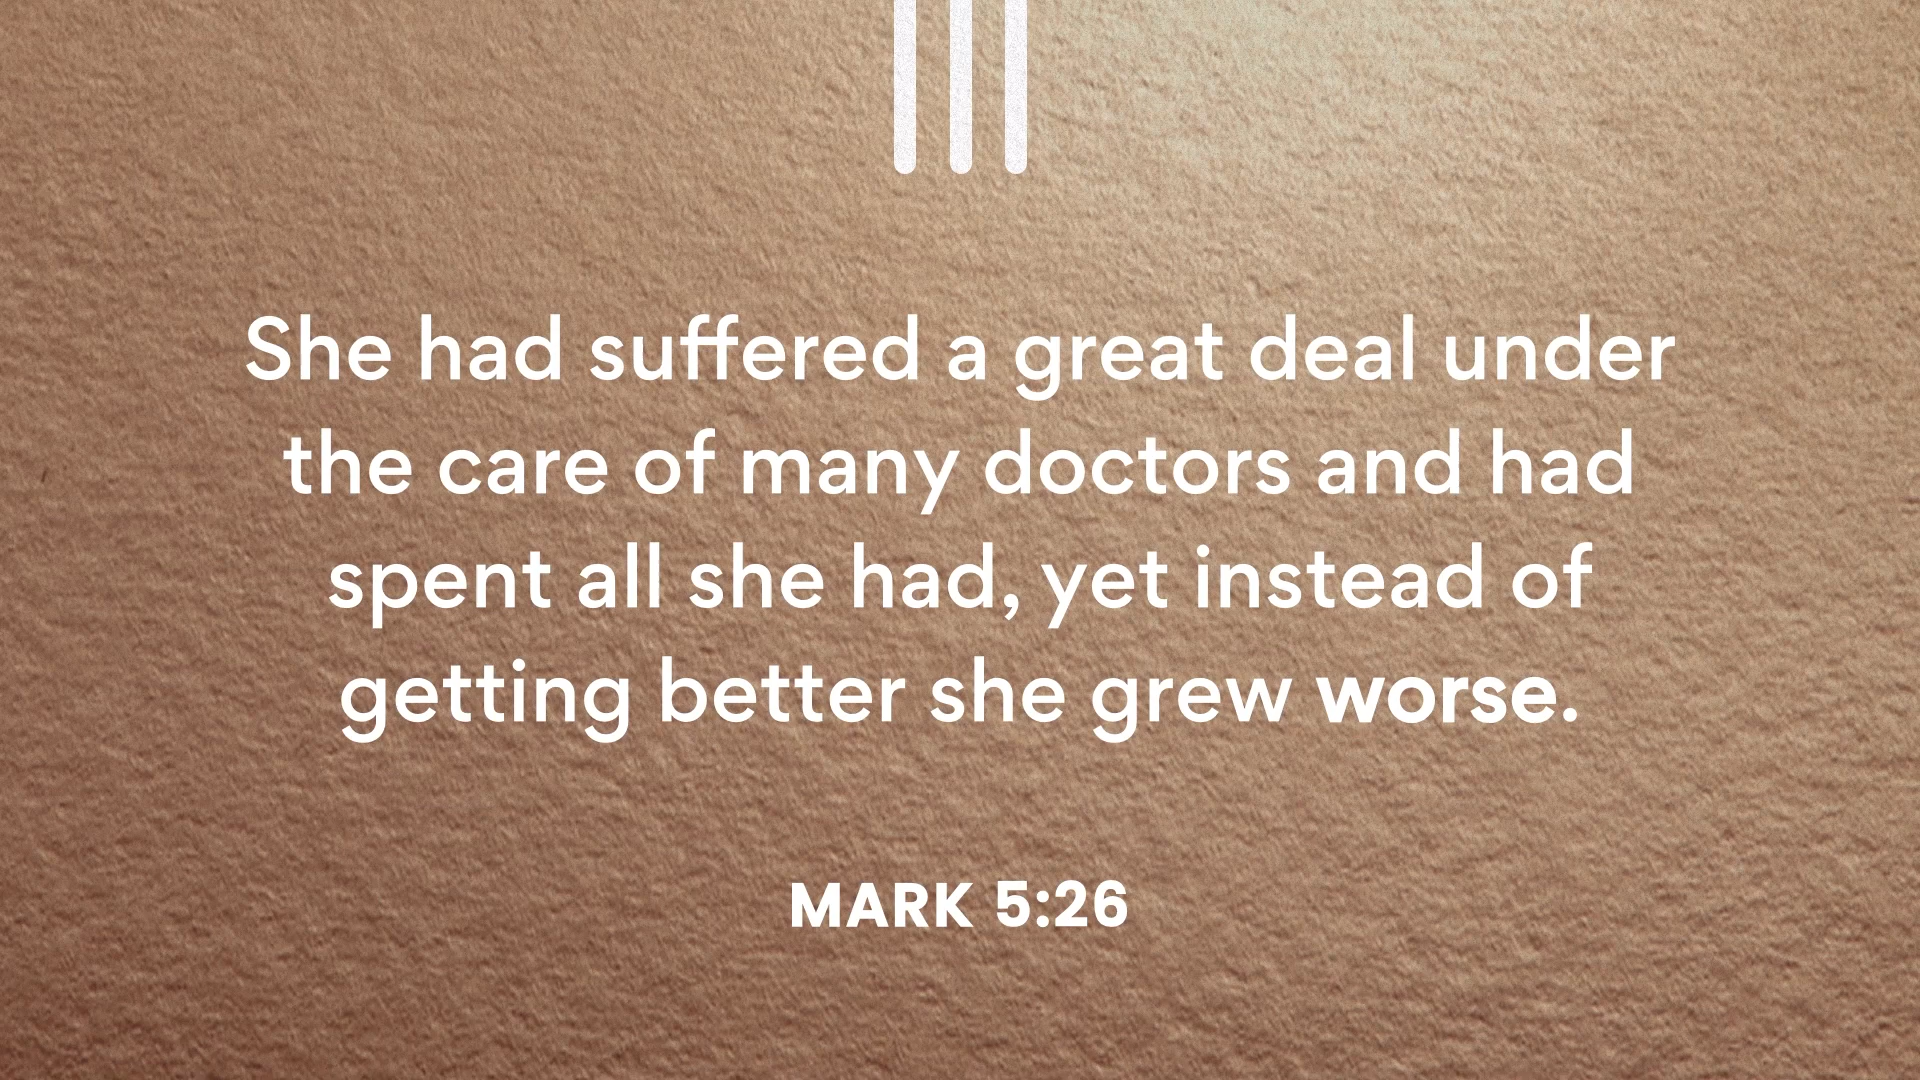 She had suffered a great deal under
the care of many doctors and had
spent all she had, yet instead of
getting better she grew worse.
MARK 5:26